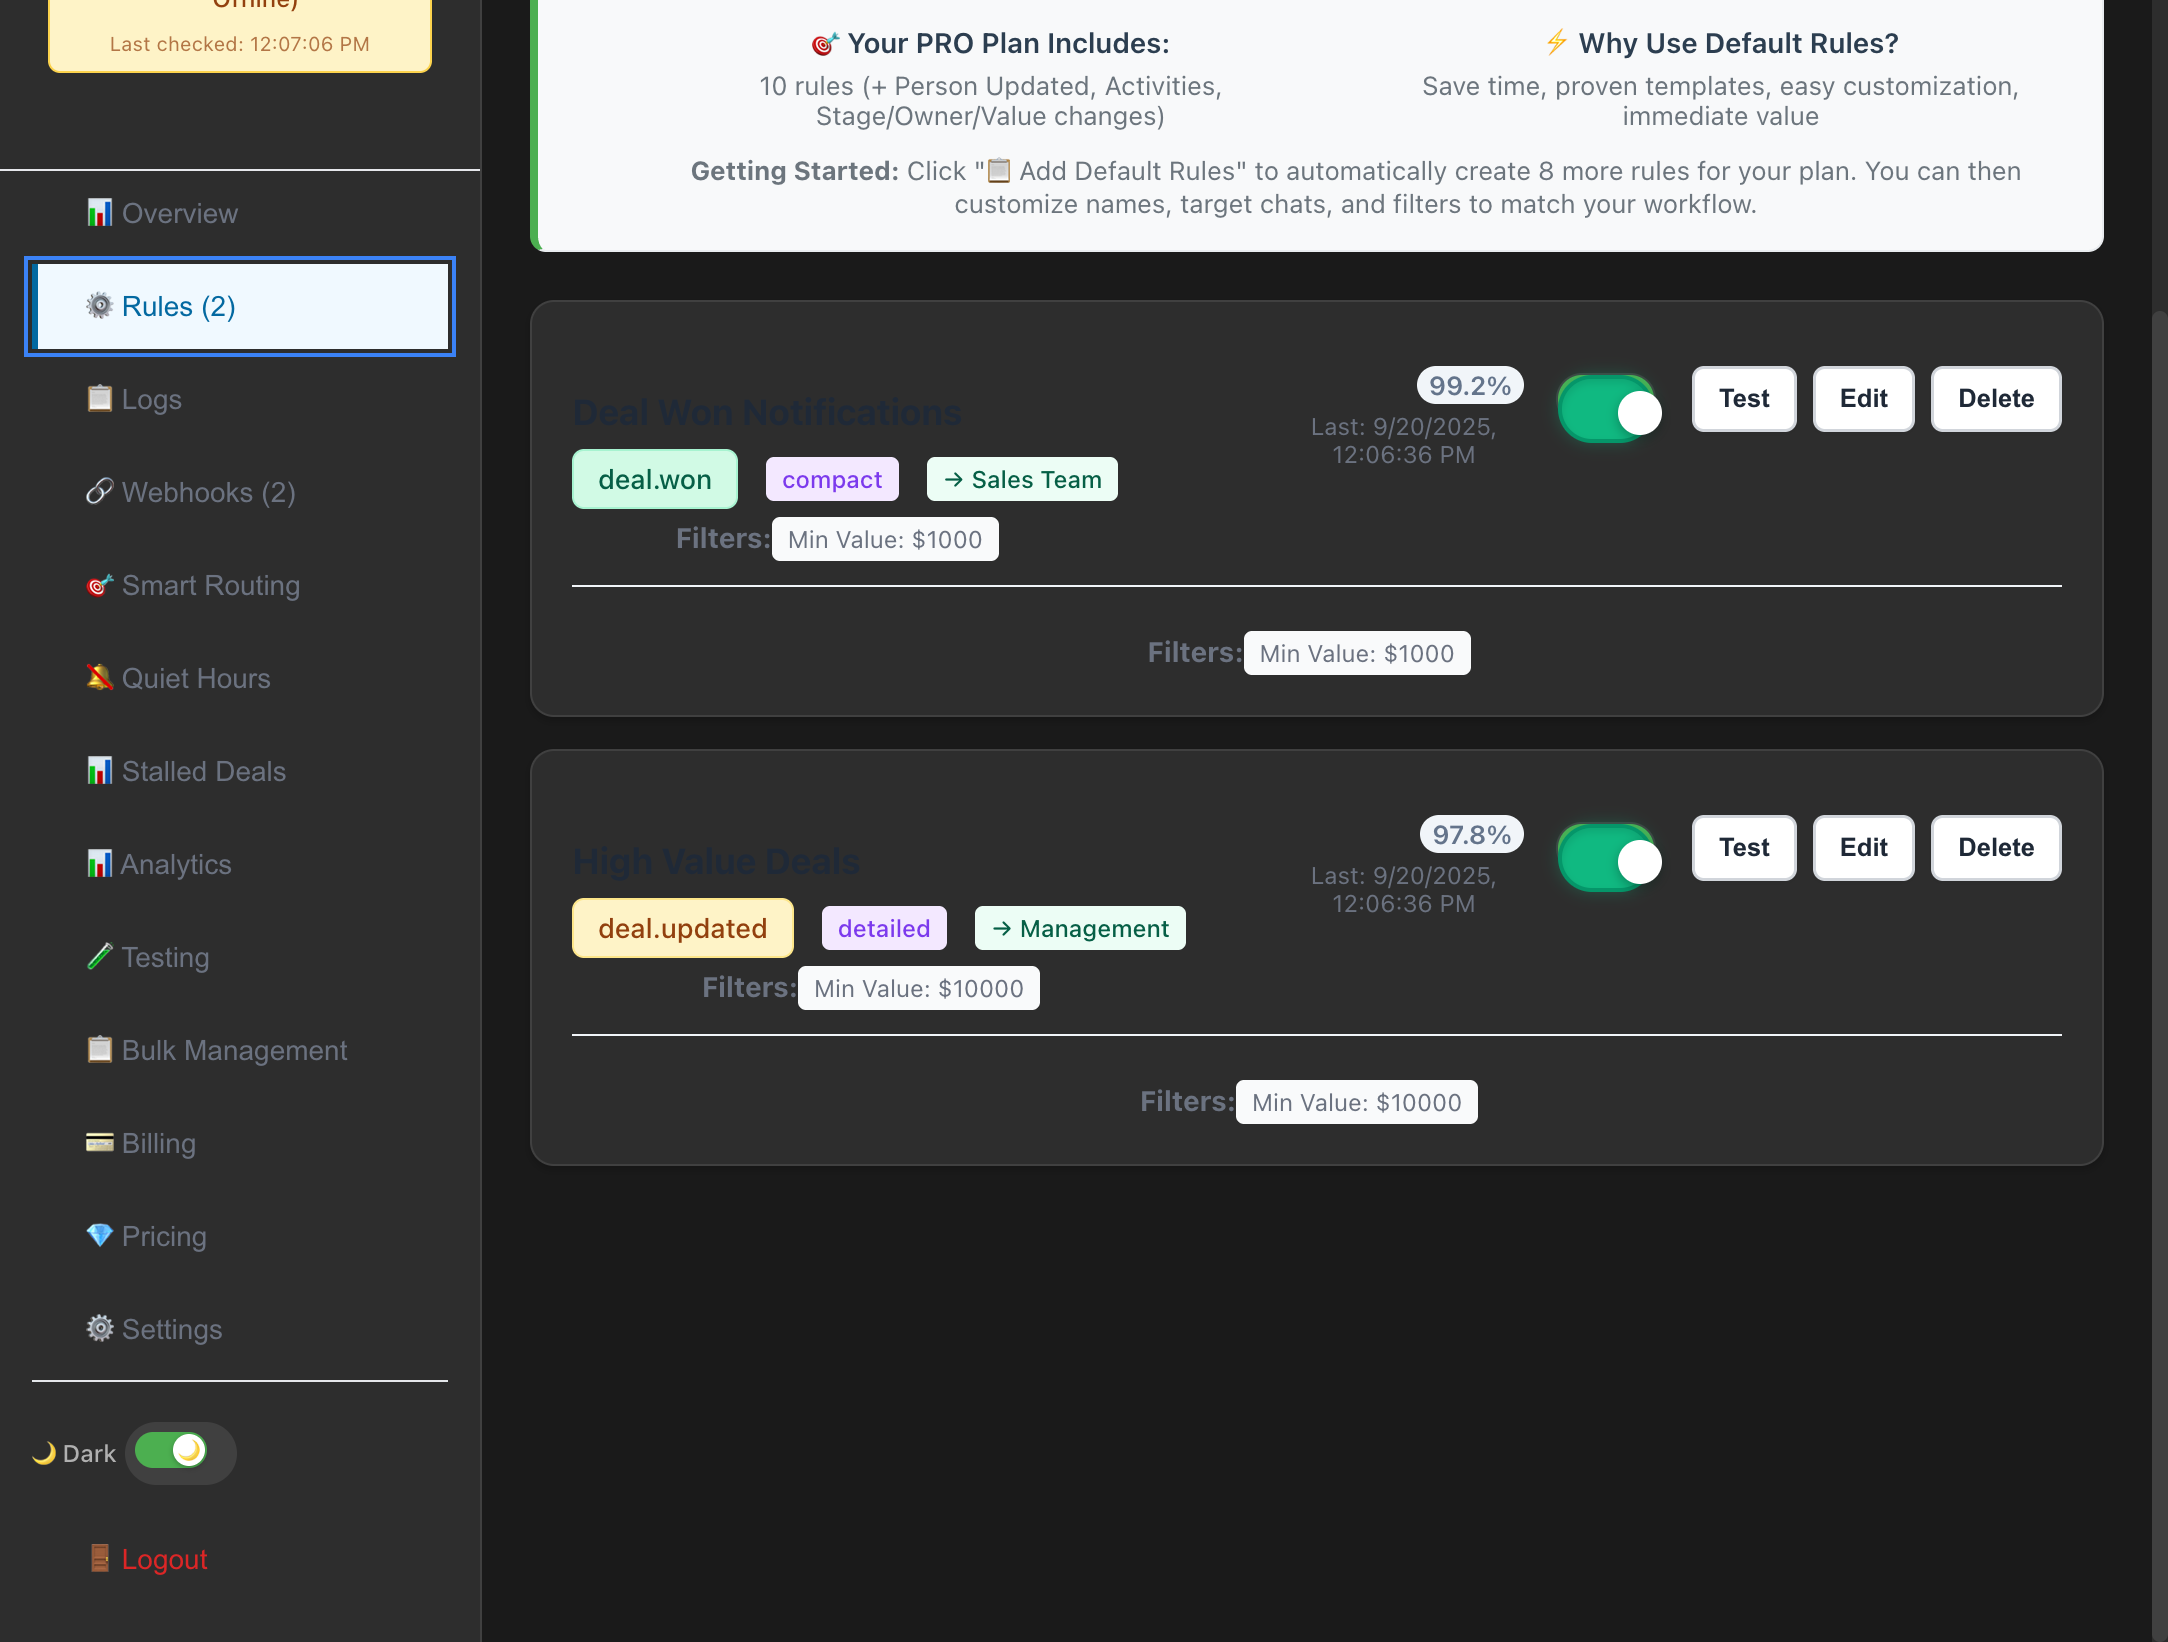 Offline)
Last checked: 12:07:06 PM
📊 Overview
⚙️ Rules (2)
📋 Logs
🔗 Webhooks (2)
🎯 Smart Routing
🔕 Quiet Hours
📊 Stalled Deals
📊 Analytics
🧪 Testing
📋 Bulk Management
💳 Billing
💎 Pricing
⚙️ Settings
🌙 Dark
🚪 Logout
🎯 Your PRO Plan Includes:
10 rules (+ Person Updated, Activities,
Stage/Owner/Value changes)
⚡ Why Use Default Rules?
Save time, proven templates, easy customization,
immediate value
Getting Started: Click "📋 Add Default Rules" to automatically create 8 more rules for your plan. You can then
customize names, target chats, and filters to match your workflow.
Deal Won Notifications
deal.won compact → Sales Team
Filters: Min Value: $1000
99.2%
Last: 9/20/2025,
12:06:36 PM
Test Edit Delete
Filters: Min Value: $1000
High Value Deals
deal.updated detailed → Management
Filters: Min Value: $10000
97.8%
Last: 9/20/2025,
12:06:36 PM
Test Edit Delete
Filters: Min Value: $10000